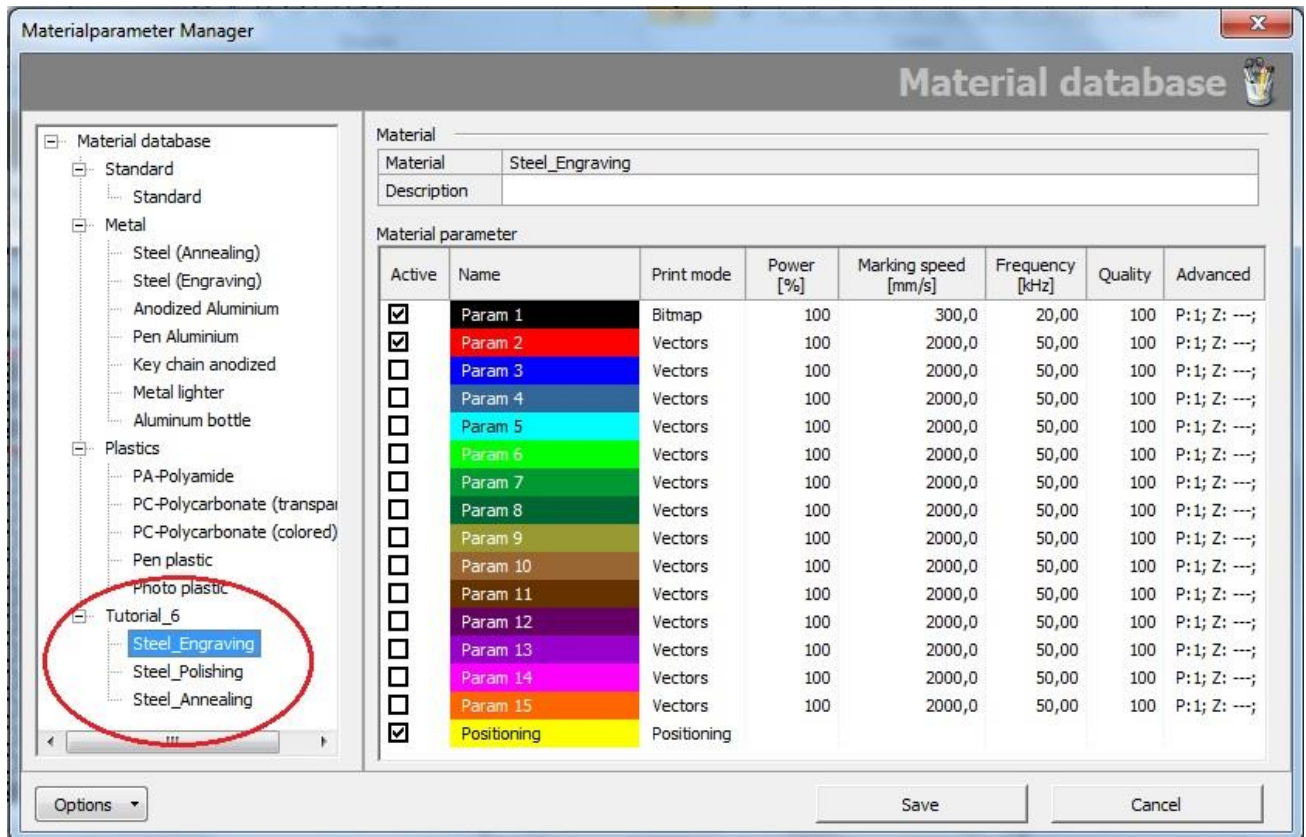 Materialparameter Manager
Material database
Material database
Standard
Standard
Metal
Steel (Annealing)
Steel (Engraving)
Anodized Aluminium
Pen Aluminium
Key chain anodized
Metal lighter
Aluminum bottle
Plastics
PA-Polyamide
PC-Polycarbonate (transpar
PC-Polycarbonate (colored)
Pen plastic
Photo plastic
Tutorial_6
Steel_Engraving
Steel_Polishing
Steel_Annealing
Material
Material Steel_Engraving
Description
Material parameter
Active Name Print mode Power [%] Marking speed [mm/s] Frequency [kHz] Quality Advanced
Param 1 Bitmap 100 300,0 20,00 100 P:1; Z: ---;
Param 2 Vectors 100 2000,0 50,00 100 P:1; Z: ---;
Param 3 Vectors 100 2000,0 50,00 100 P:1; Z: ---;
Param 4 Vectors 100 2000,0 50,00 100 P:1; Z: ---;
Param 5 Vectors 100 2000,0 50,00 100 P:1; Z: ---;
Param 6 Vectors 100 2000,0 50,00 100 P:1; Z: ---;
Param 7 Vectors 100 2000,0 50,00 100 P:1; Z: ---;
Param 8 Vectors 100 2000,0 50,00 100 P:1; Z: ---;
Param 9 Vectors 100 2000,0 50,00 100 P:1; Z: ---;
Param 10 Vectors 100 2000,0 50,00 100 P:1; Z: ---;
Param 11 Vectors 100 2000,0 50,00 100 P:1; Z: ---;
Param 12 Vectors 100 2000,0 50,00 100 P:1; Z: ---;
Param 13 Vectors 100 2000,0 50,00 100 P:1; Z: ---;
Param 14 Vectors 100 2000,0 50,00 100 P:1; Z: ---;
Param 15 Vectors 100 2000,0 50,00 100 P:1; Z: ---;
Positioning Positioning
Options Save Cancel